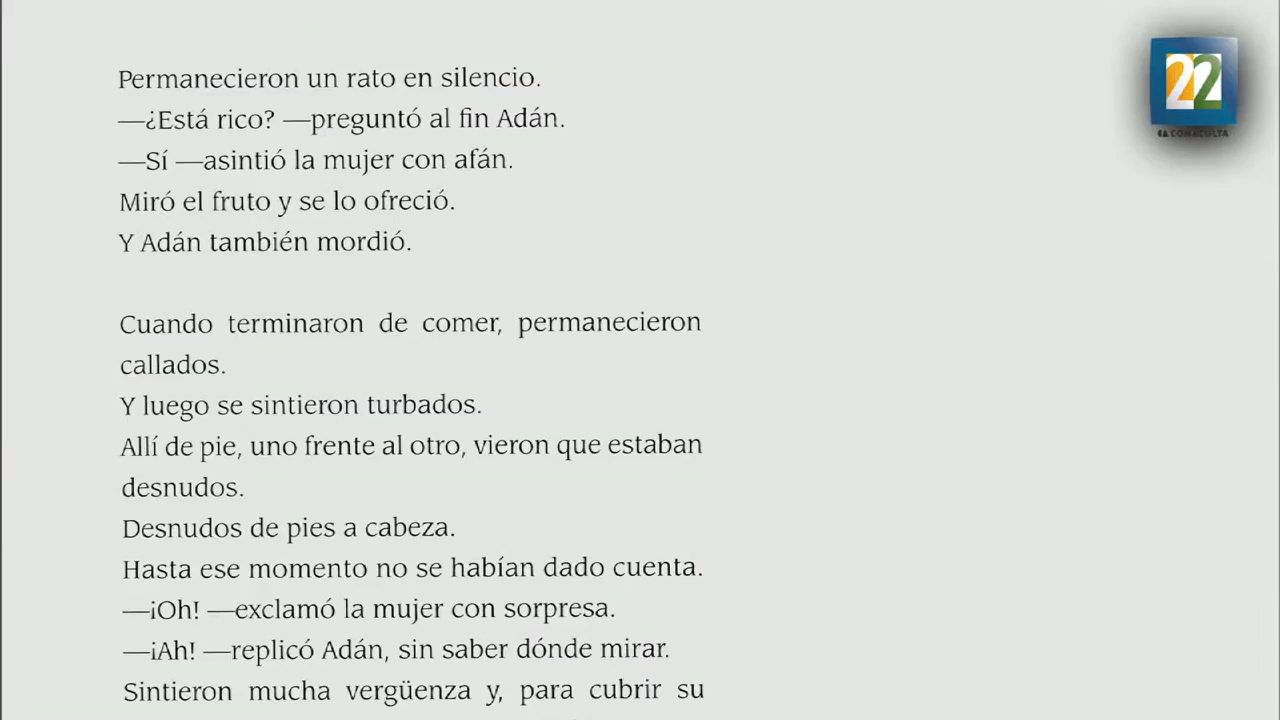 Permanecieron un rato en silencio.
—¿Está rico? —preguntó al fin Adán.
—Sí —asintió la mujer con afán.
Miró el fruto y se lo ofreció.
Y Adán también mordió.
Cuando terminaron de comer, permanecieron
callados.
Y luego se sintieron turbados.
Allí de pie, uno frente al otro, vieron que estaban
desnudos.
Desnudos de pies a cabeza.
Hasta ese momento no se habían dado cuenta.
—¡Oh! —exclamó la mujer con sorpresa.
—¡Ah! —replicó Adán, sin saber dónde mirar.
Sintieron mucha vergüenza y, para cubrir su
22
CONACULTA